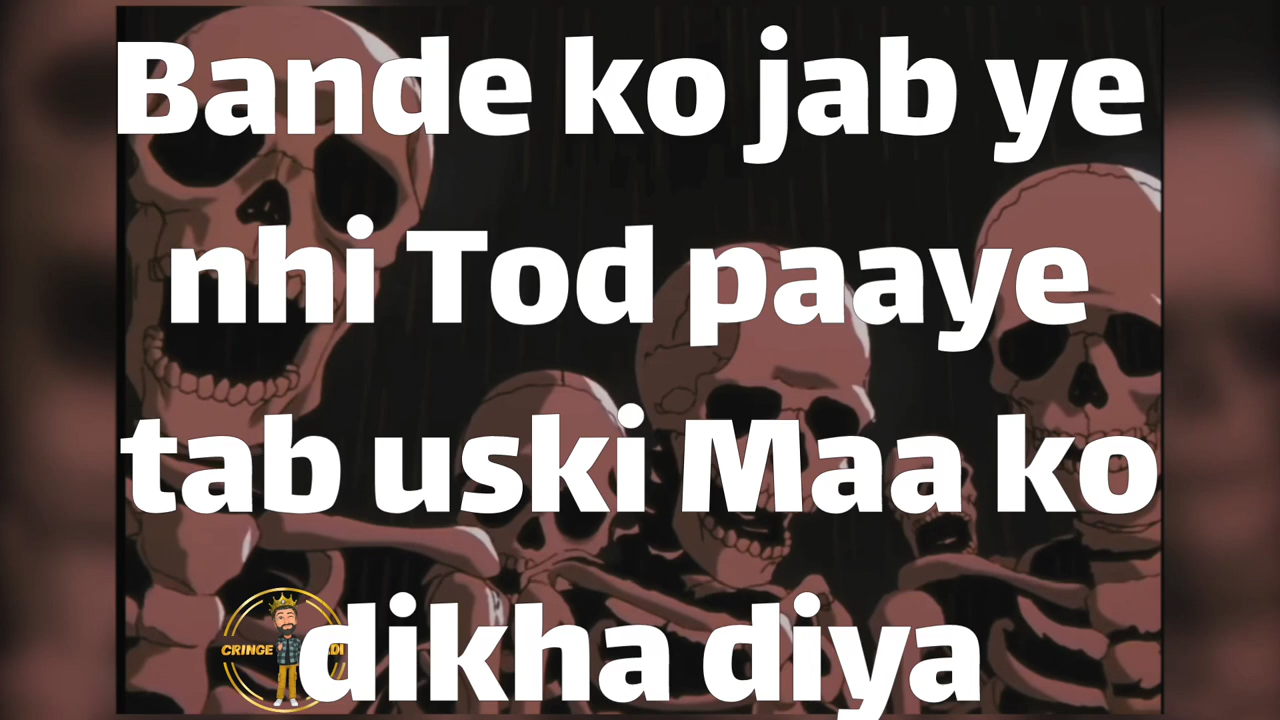 Bande ko jab ye
nhi Tod paaye
tab uski Maa ko
dikha diya
CRINGE